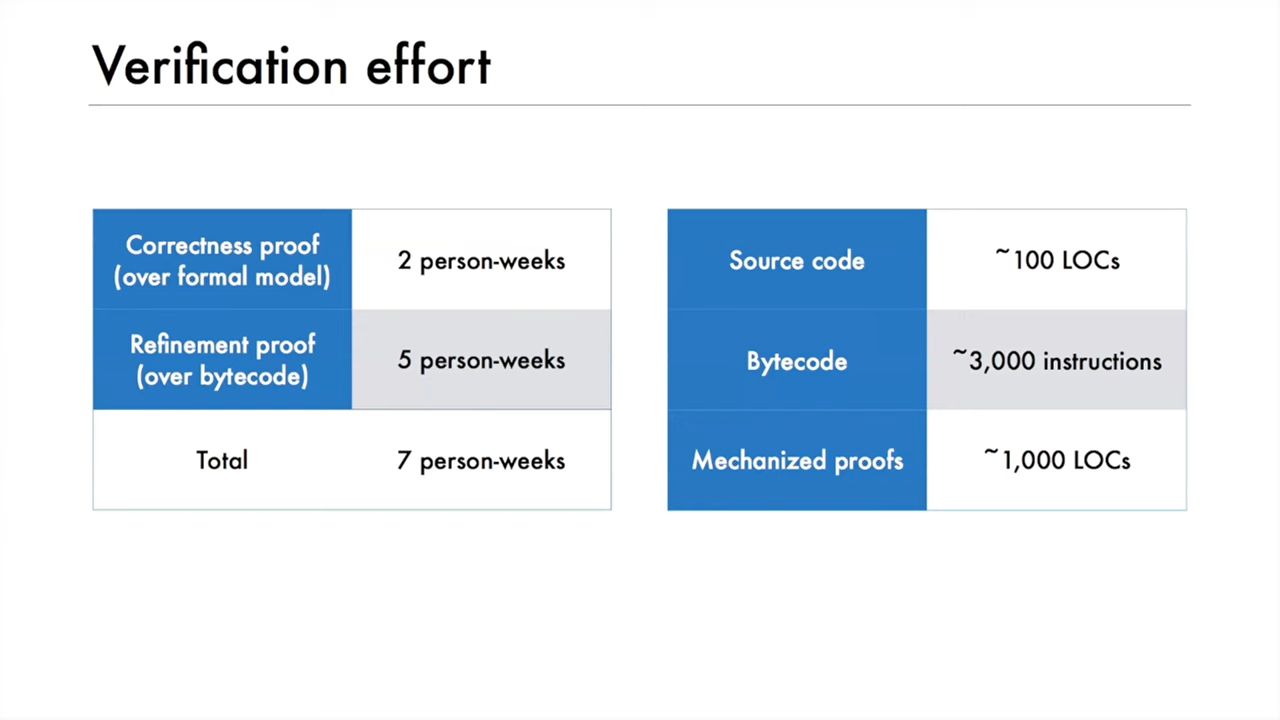 Verification effort
Correctness proof
(over formal model)
2 person-weeks
Refinement proof
(over bytecode)
5 person-weeks
Total
7 person-weeks
Source code
~100 LOCs
Bytecode
~3,000 instructions
Mechanized proofs
~1,000 LOCs